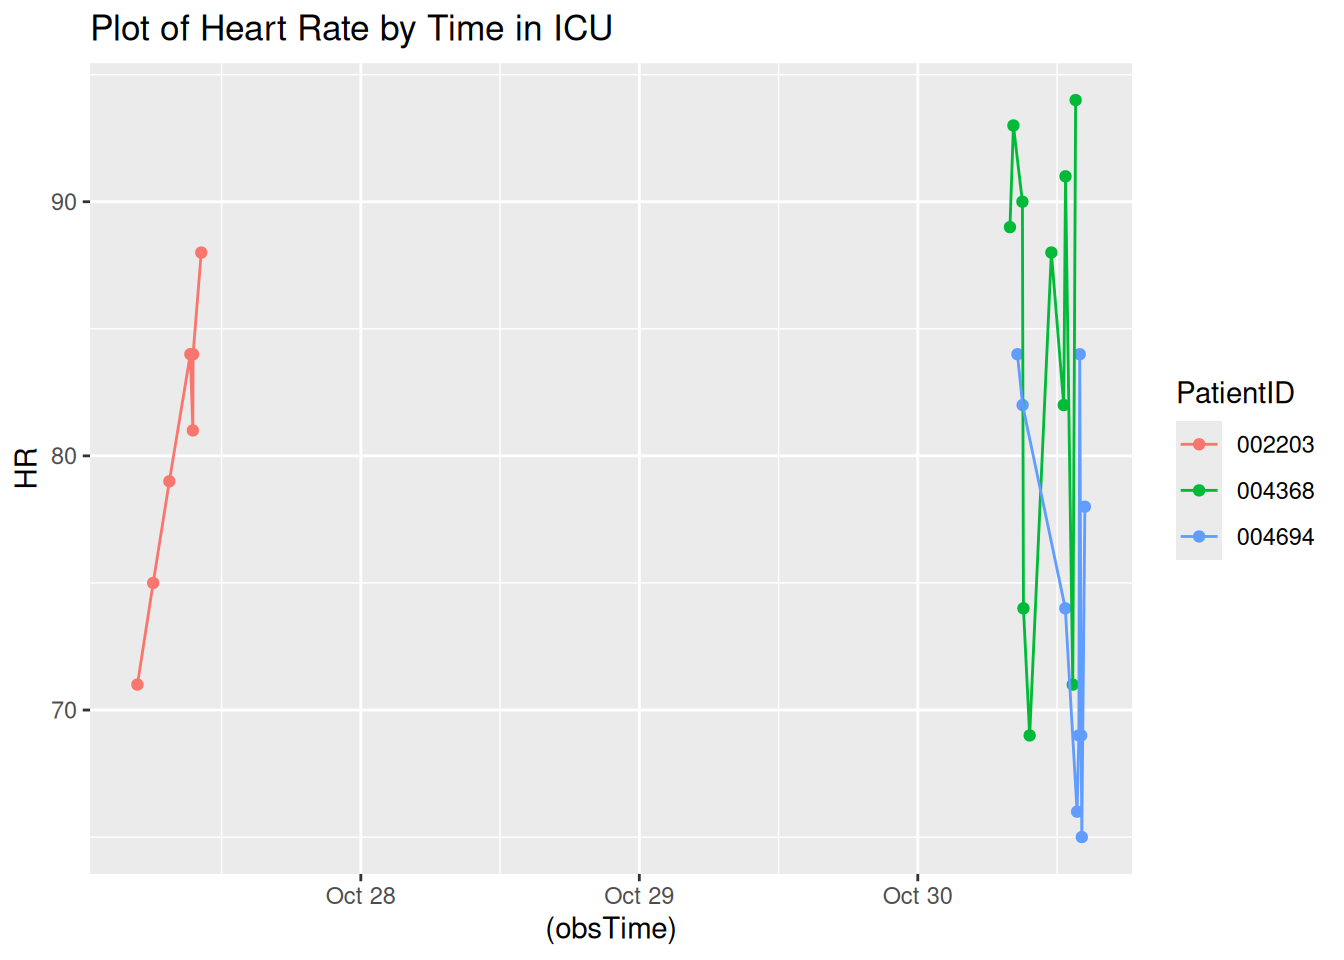 Plot of Heart Rate by Time in ICU
HR
90
80
70
Oct 28
Oct 29
Oct 30
(obsTime)
PatientID
002203
004368
004694